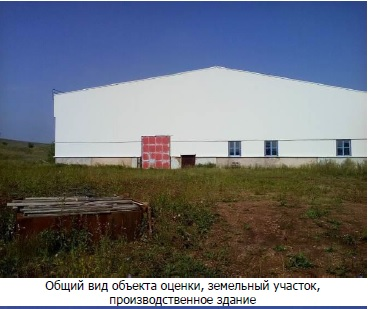 Общий вид объекта оценки, земельный участок,
производственное здание